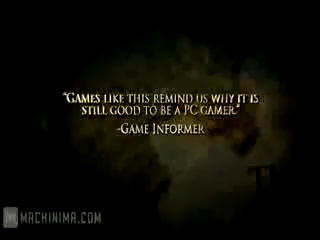 "GAMES LIKE THIS REMIND US WHY IT IS
STILL GOOD TO BE A PC GAMER."
-GAME INFORMER
MACHINIMA.COM